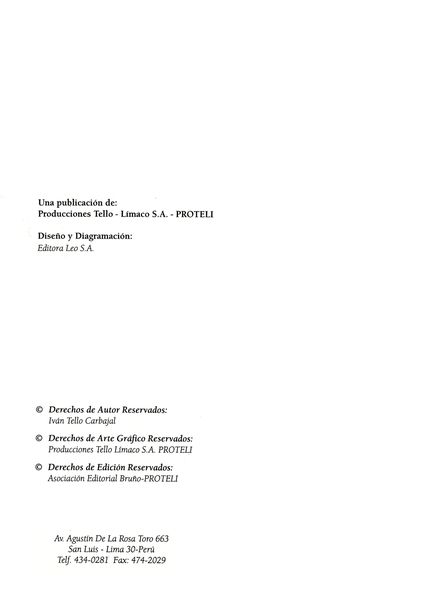 Una publicación de:
Producciones Tello - Límaco S.A. - PROTELI
Diseño y Diagramación:
Editora Leo S.A.
© Derechos de Autor Reservados:
Iván Tello Carbajal
© Derechos de Arte Gráfico Reservados:
Producciones Tello Límaco S.A. PROTELI
© Derechos de Edición Reservados:
Asociación Editorial Bruño-PROTELI
Av. Agustín De La Rosa Toro 663
San Luis - Lima 30-Perú
Telf. 434-0281 Fax: 474-2029